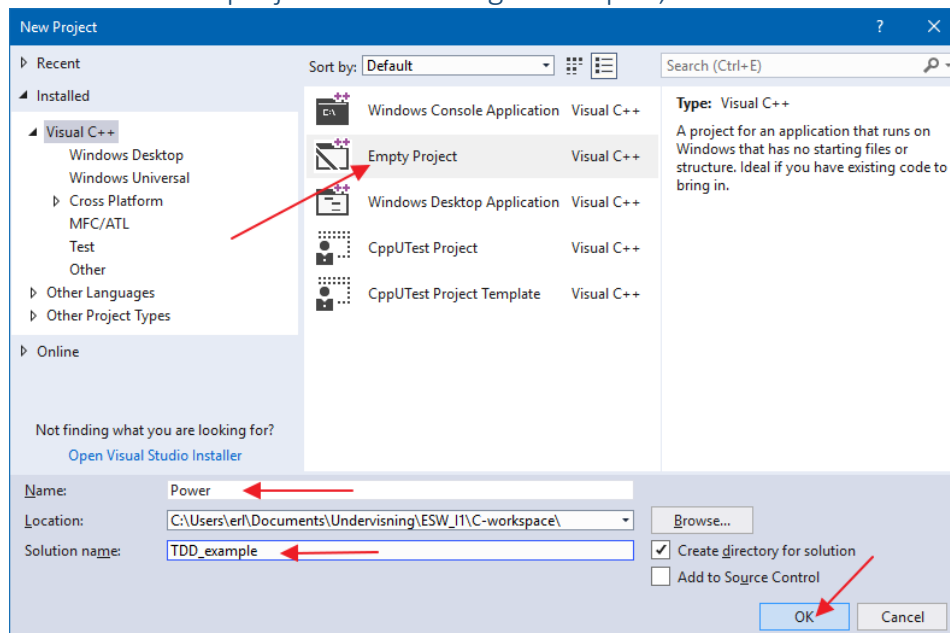 New Project
Recent
Installed
Visual C++
Windows Desktop
Windows Universal
Cross Platform
MFC/ATL
Test
Other
Other Languages
Other Project Types
Online
Not finding what you are looking for?
Open Visual Studio Installer
Sort by: Default
Windows Console Application Visual C++
Empty Project Visual C++
Windows Desktop Application Visual C++
CppUTest Project Visual C++
CppUTest Project Template Visual C++
Search (Ctrl+E)
Type: Visual C++
A project for an application that runs on
Windows that has no starting files or
structure. Ideal if you have existing code to
bring in.
Name: Power
Location: C:\Users\erl\Documents\Undervisning\ESW_I1\C-workspace\
Browse...
Solution name: TDD_example
Create directory for solution
Add to Source Control
OK Cancel